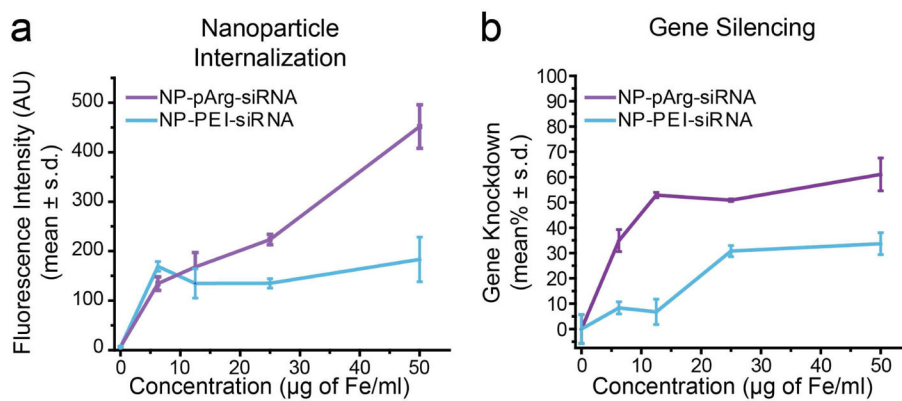 a
Nanoparticle
Internalization
Fluorescence Intensity (AU)
(mean ± s.d.)
500
400
300
200
100
0
NP-pArg-siRNA
NP-PEI-siRNA
0 10 20 30 40 50
Concentration (µg of Fe/ml)
b
Gene Silencing
Gene Knockdown
(mean% ± s.d.)
100
90
80
70
60
50
40
30
20
10
0
NP-pArg-siRNA
NP-PEI-siRNA
0 10 20 30 40 50
Concentration (µg of Fe/ml)